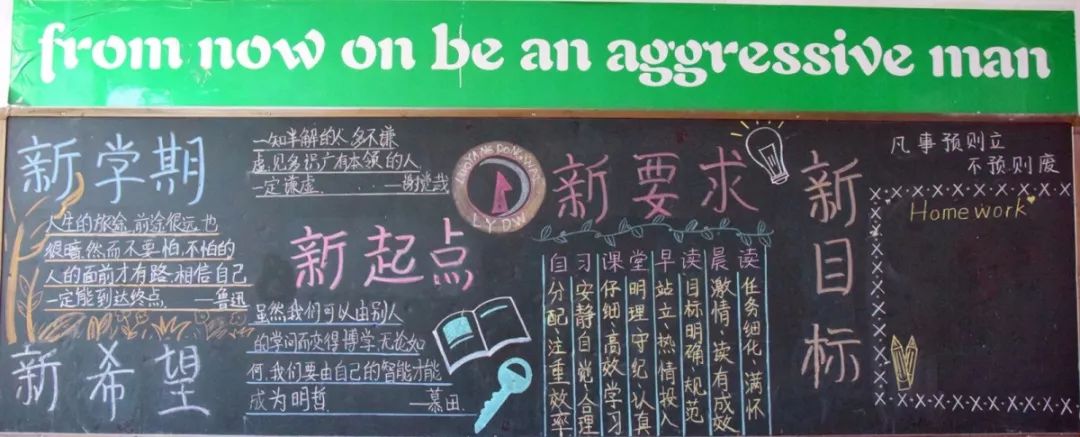 from now on be an aggressive man
新学期
人生的旅途,前途很远,也
很暗,然而不要怕,不怕的
人的面前才有路.相信自己
一定能到达终点. —鲁迅
新希望
一知半解的人,多不谦
虚;见多识广有本领的人,
一定谦虚. ——谢觉哉
新起点
虽然,我们可以由别人
的学问而变得博学,无论如
何,我们要由自己的智能才能
成为明哲. —慕田
LYDW
新要求
自习课堂早读晨读
安静自觉、合理
分配、注重效率
明理、守纪、认真
仔细、高效学习
目标明确、规范
站立、热情投入
任务细化、满怀
激情、读有成效
新目标
凡事预则立
不预则废
Homework